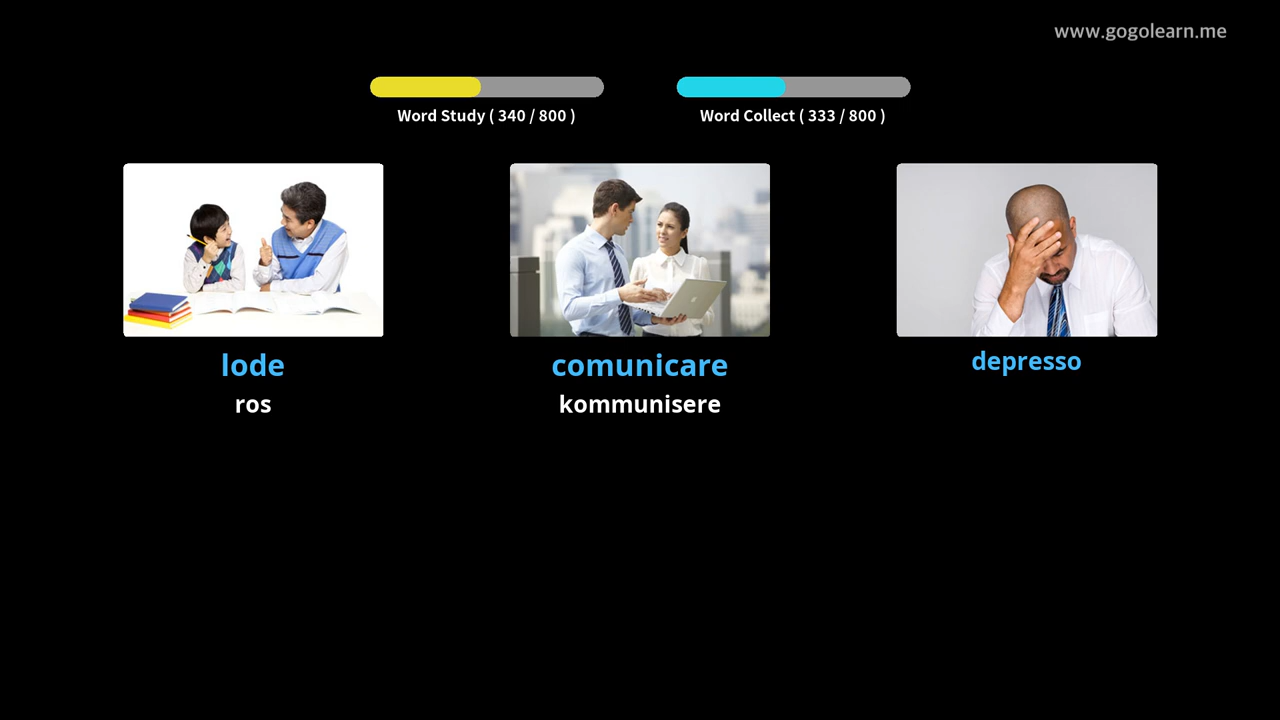 www.gogolearn.me
Word Study ( 340 / 800 )
Word Collect ( 333 / 800 )
lode
ros
comunicare
kommunisere
depresso